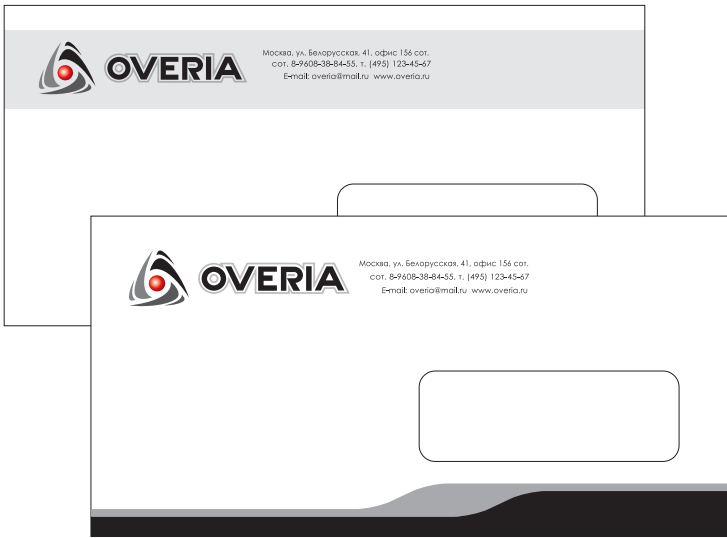 OVERIA
Москва, ул. Белорусская, 41, офис 156 сот.
сот. 8-9608-38-84-55, т. (495) 123-45-67
E-mail: overia@mail.ru www.overia.ru
OVERIA
Москва, ул. Белорусская, 41, офис 156 сот.
сот. 8-9608-38-84-55, т. (495) 123-45-67
E-mail: overia@mail.ru www.overia.ru